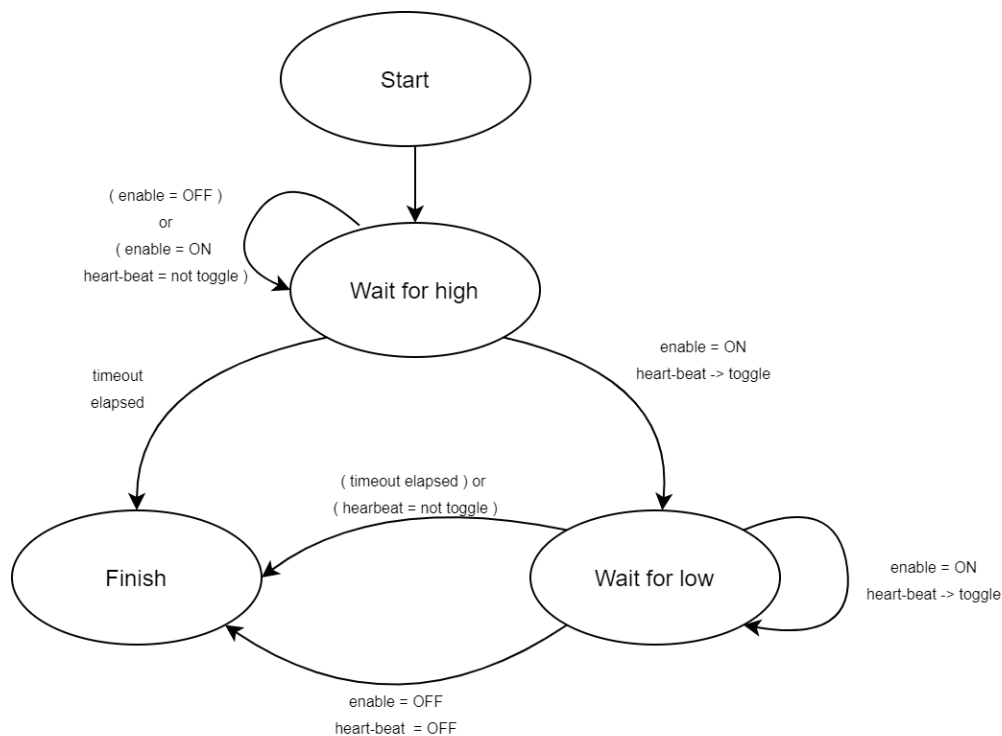 Start
( enable = OFF )
or
( enable = ON
heart-beat = not toggle )
Wait for high
enable = ON
heart-beat -> toggle
timeout
elapsed
( timeout elapsed ) or
( hearbeat = not toggle )
Finish
Wait for low
enable = ON
heart-beat -> toggle
enable = OFF
heart-beat = OFF